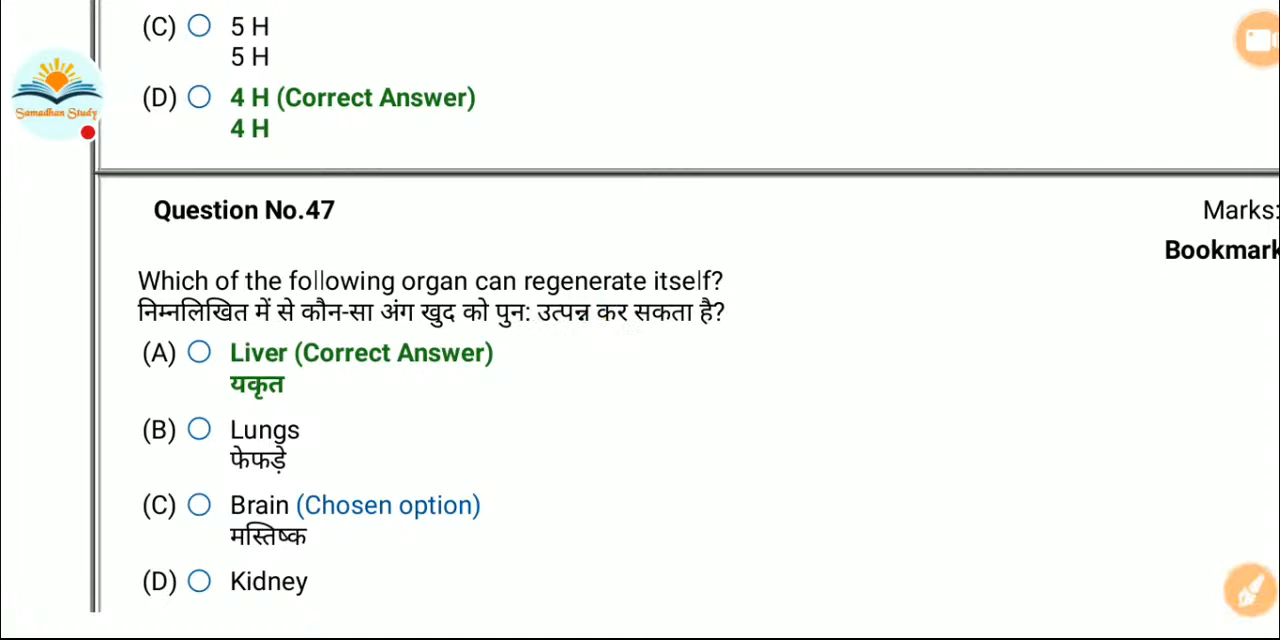 (C) 5 H
5 H
(D) 4 H (Correct Answer)
4 H
Samadhan Study
Question No.47
Marks:
Bookmark
Which of the following organ can regenerate itself?
निम्नलिखित में से कौन-सा अंग खुद को पुन: उत्पन्न कर सकता है?
(A) Liver (Correct Answer)
यकृत
(B) Lungs
फेफड़े
(C) Brain (Chosen option)
मस्तिष्क
(D) Kidney